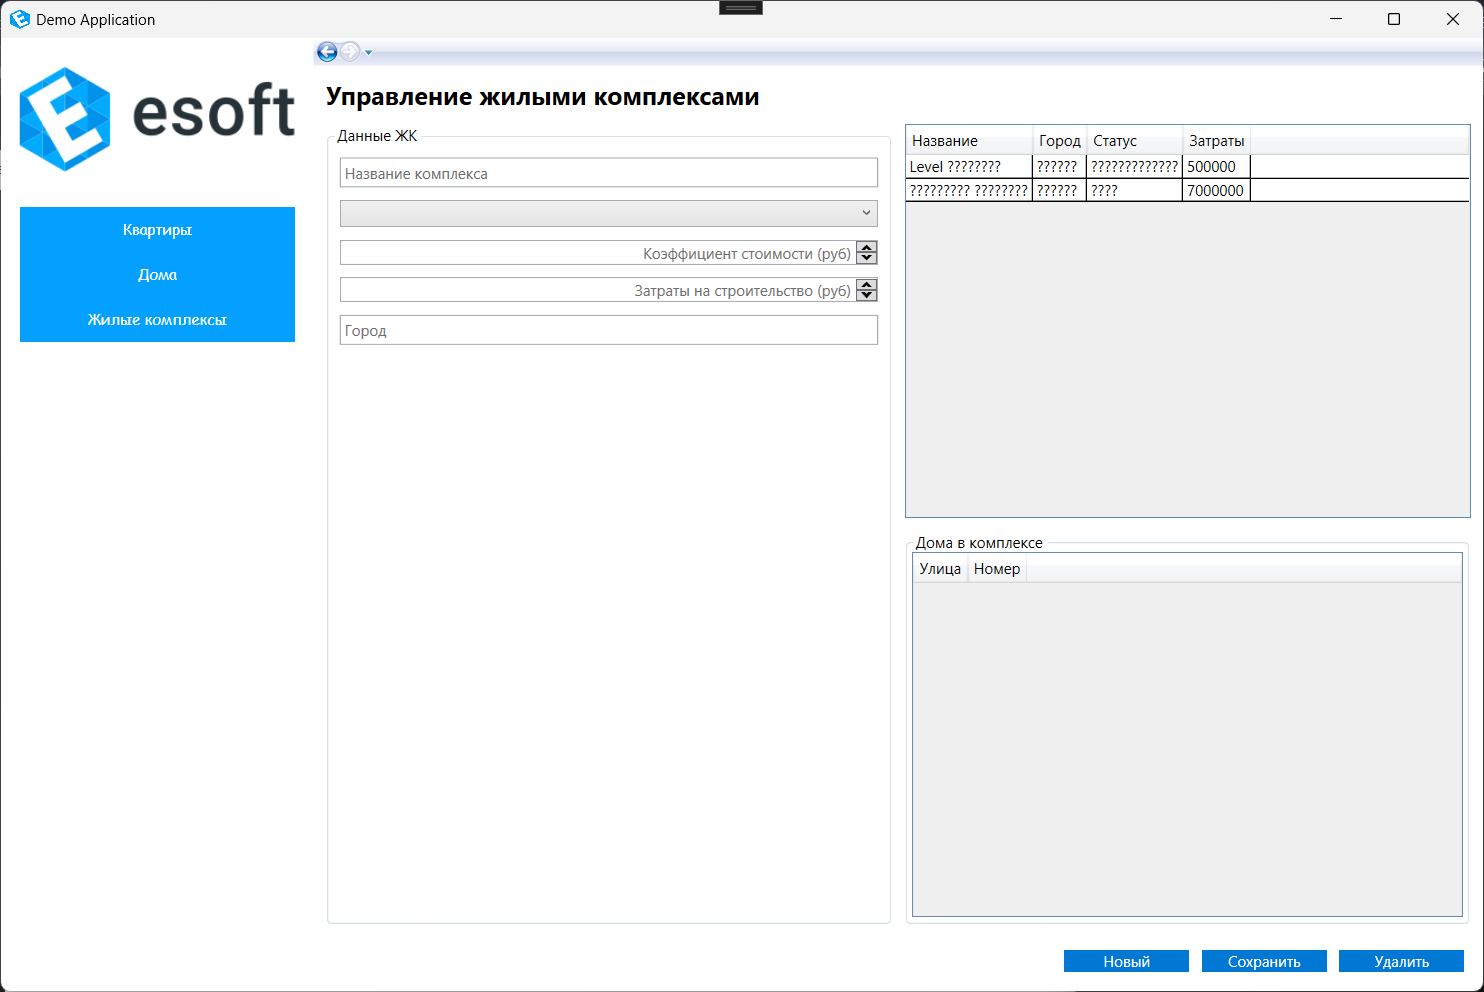 Demo Application
esoft
Квартиры
Дома
Жилые комплексы
Управление жилыми комплексами
Данные ЖК
Название комплекса
Коэффициент стоимости (руб)
Затраты на строительство (руб)
Город
Название Город Статус Затраты
Level ???????? ?????? ????????????? 500000
????????? ???????? ?????? ???? 7000000
Дома в комплексе
Улица Номер
Новый Сохранить Удалить